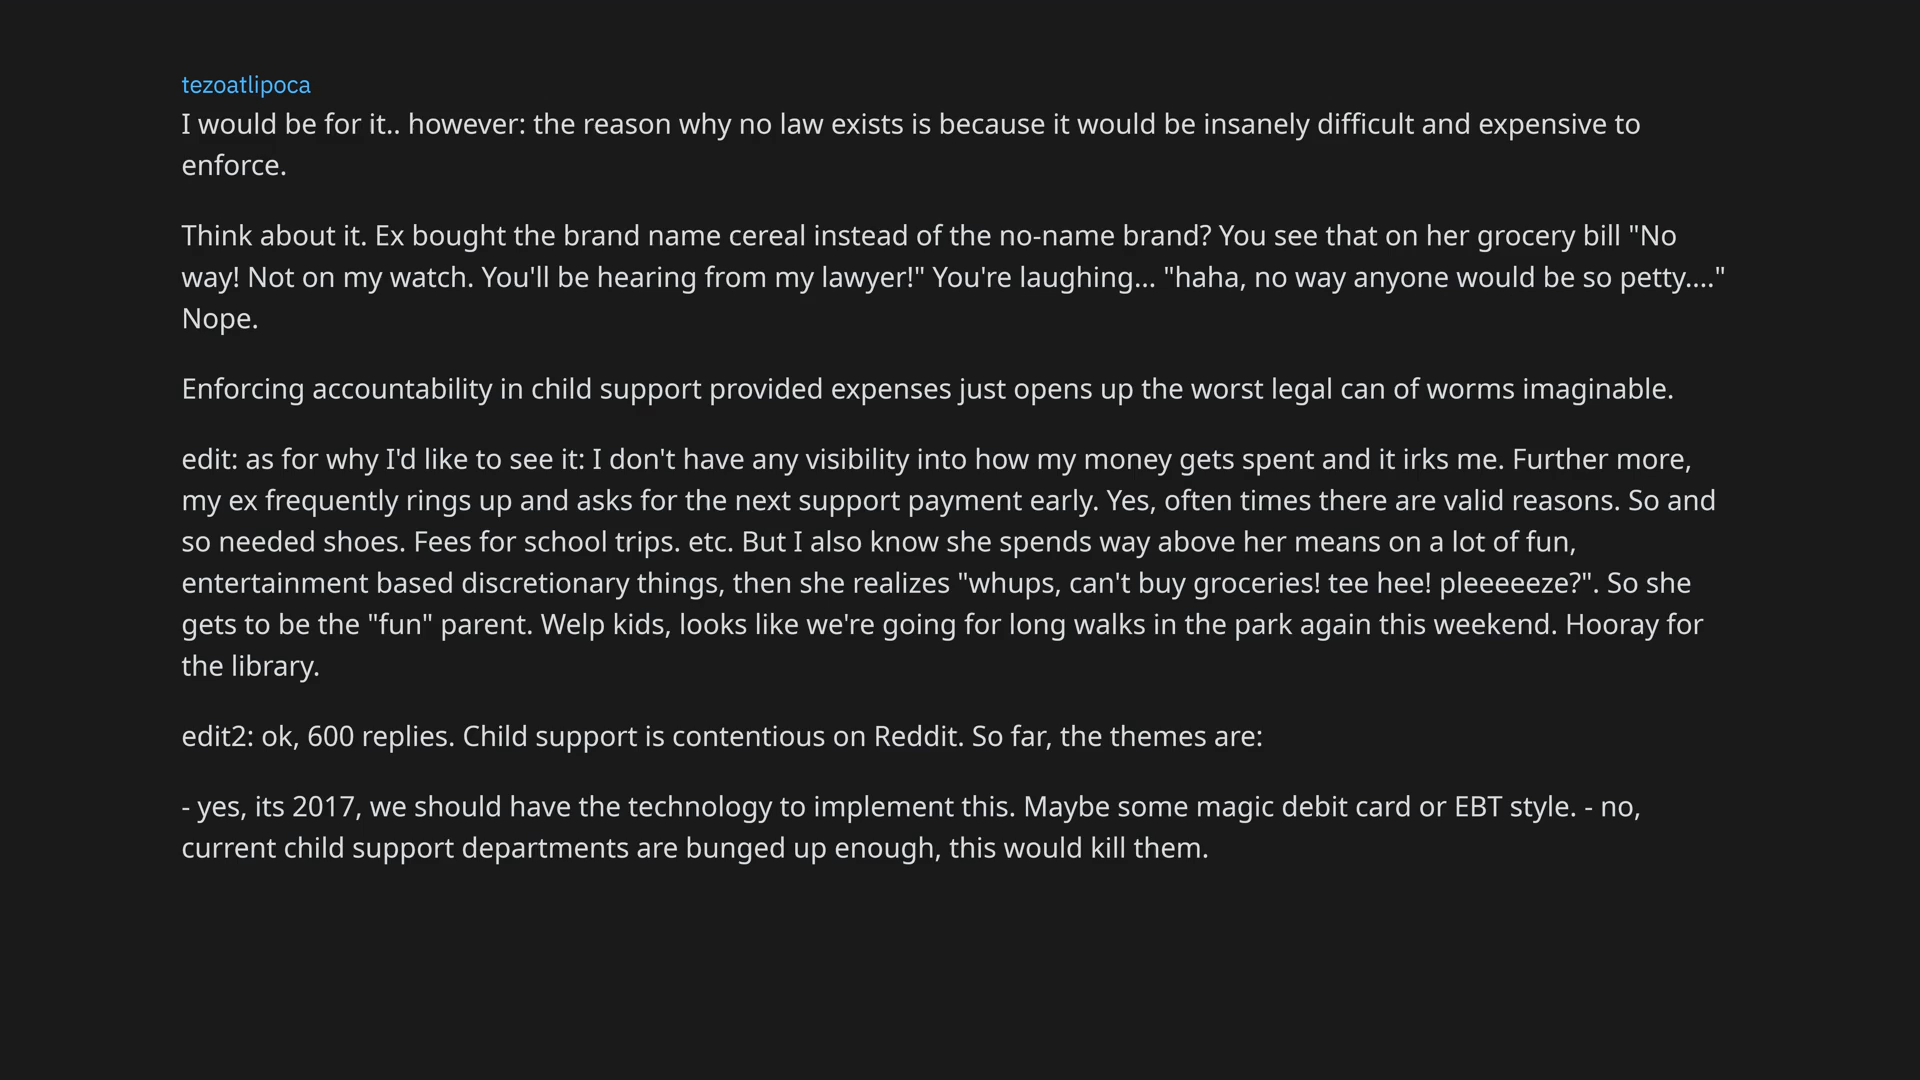 tezoatlipoca
I would be for it.. however: the reason why no law exists is because it would be insanely difficult and expensive to
enforce.
Think about it. Ex bought the brand name cereal instead of the no-name brand? You see that on her grocery bill "No
way! Not on my watch. You'll be hearing from my lawyer!" You're laughing... "haha, no way anyone would be so petty...."
Nope.
Enforcing accountability in child support provided expenses just opens up the worst legal can of worms imaginable.
edit: as for why I'd like to see it: I don't have any visibility into how my money gets spent and it irks me. Further more,
my ex frequently rings up and asks for the next support payment early. Yes, often times there are valid reasons. So and
so needed shoes. Fees for school trips. etc. But I also know she spends way above her means on a lot of fun,
entertainment based discretionary things, then she realizes "whups, can't buy groceries! tee hee! pleeeeeze?". So she
gets to be the "fun" parent. Welp kids, looks like we're going for long walks in the park again this weekend. Hooray for
the library.
edit2: ok, 600 replies. Child support is contentious on Reddit. So far, the themes are:
- yes, its 2017, we should have the technology to implement this. Maybe some magic debit card or EBT style. - no,
current child support departments are bunged up enough, this would kill them.